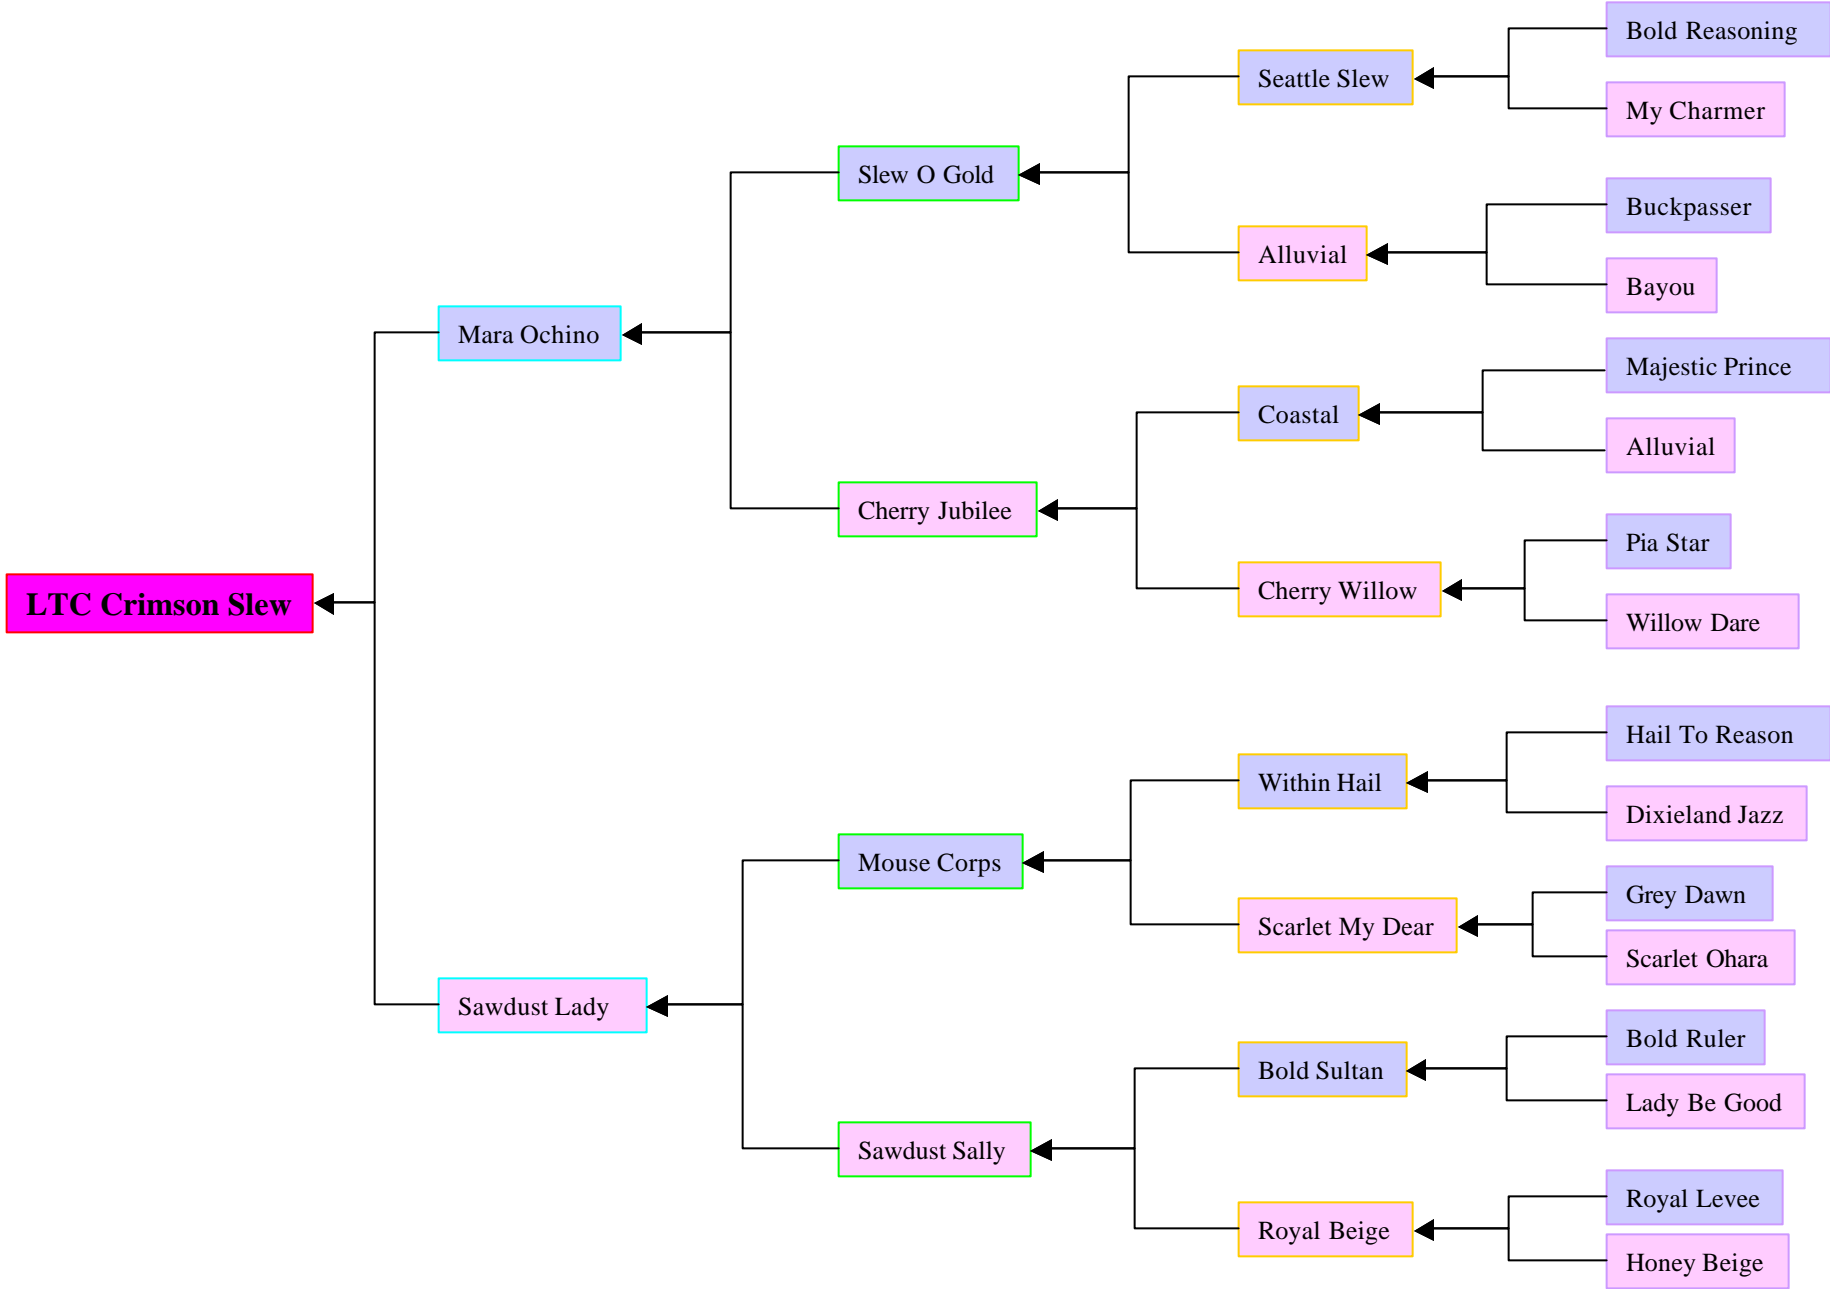 Bold Reasoning
Seattle Slew
My Charmer
Slew O Gold
Buckpasser
Alluvial
Bayou
Mara Ochino
Majestic Prince
Coastal
Alluvial
Cherry Jubilee
Pia Star
Cherry Willow
Willow Dare
LTC Crimson Slew
Hail To Reason
Within Hail
Dixieland Jazz
Mouse Corps
Grey Dawn
Scarlet My Dear
Scarlet Ohara
Sawdust Lady
Bold Ruler
Bold Sultan
Lady Be Good
Sawdust Sally
Royal Levee
Royal Beige
Honey Beige